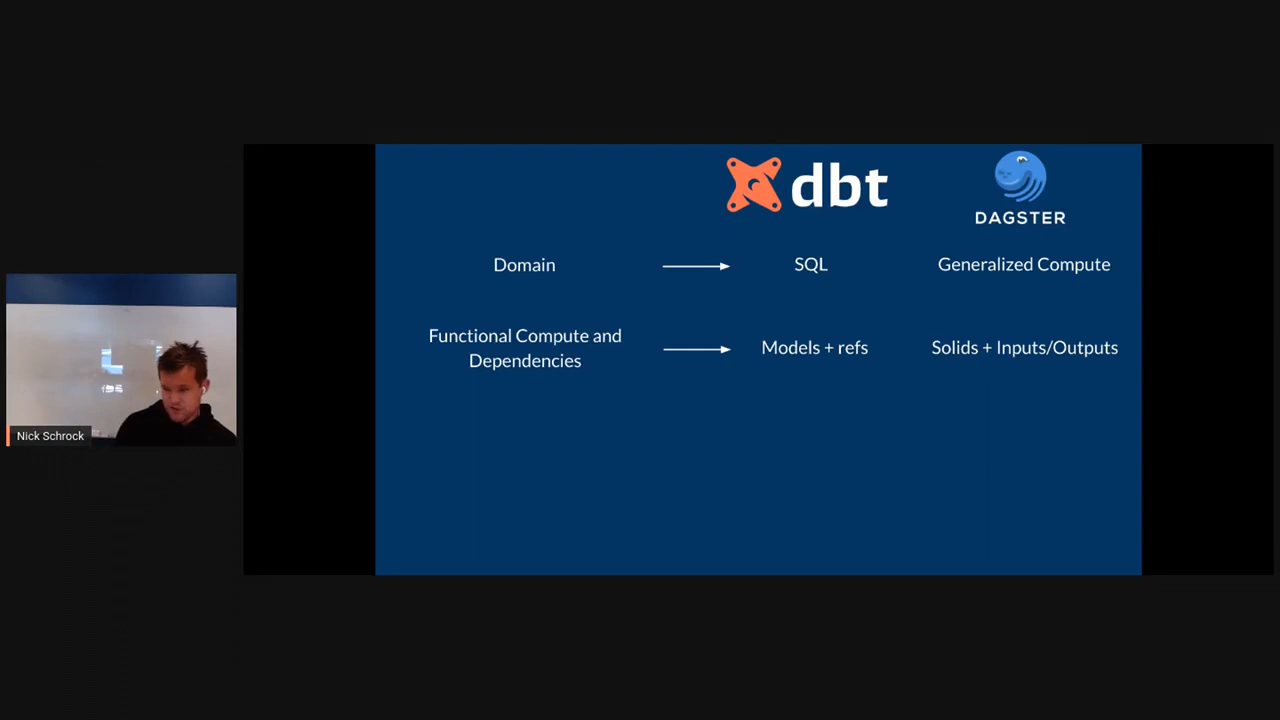 dbt
DAGSTER
Domain
SQL
Generalized Compute
Functional Compute and
Dependencies
Models + refs
Solids + Inputs/Outputs
Nick Schrock